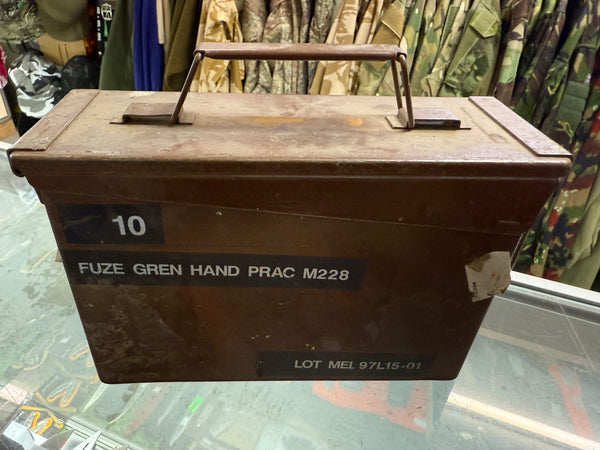 10
FUZE GREN HAND PRAC M228
LOT MEL 97L15-01